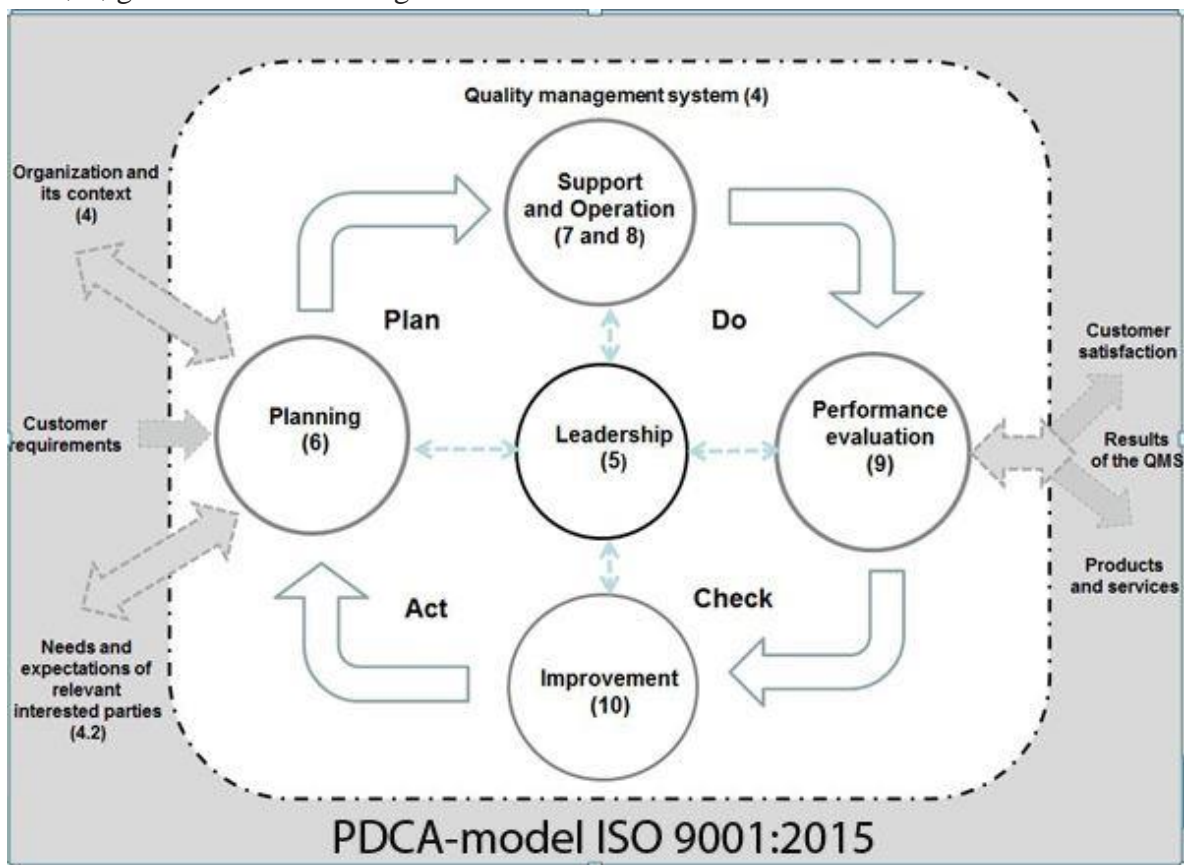 Quality management system (4)
Organization and
its context
(4)
Support
and Operation
(7 and 8)
Plan
Do
Customer
satisfaction
Customer
requirements
Planning
(6)
Leadership
(5)
Performance
evaluation
(9)
Results
of the QMS
Products
and services
Act
Check
Needs and
expectations of
relevant
interested parties
(4.2)
Improvement
(10)
PDCA-model ISO 9001:2015